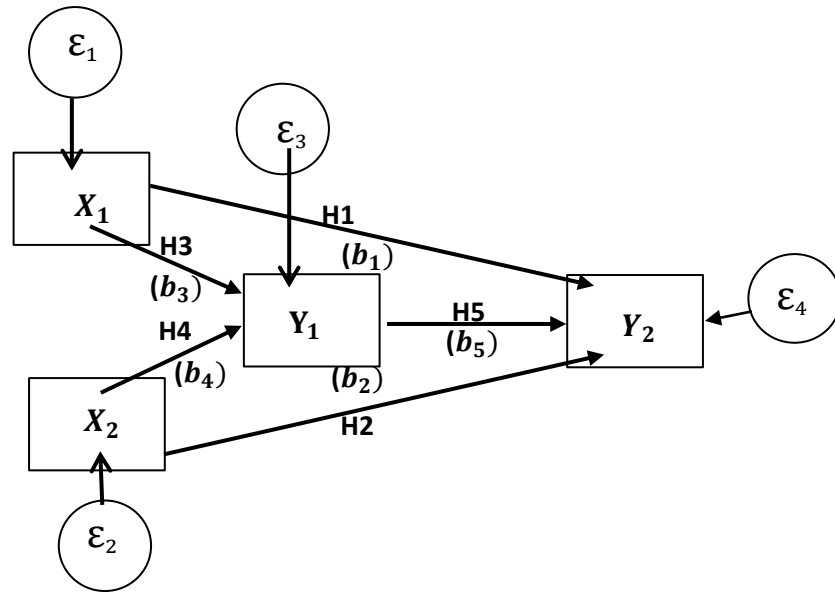 ε₁
ε₃
X₁
H1
H3
(b₁)
(b₃)
Y₁
H5
Y₂
ε₄
H4
(b₅)
(b₄)
(b₂)
X₂
H2
ε₂